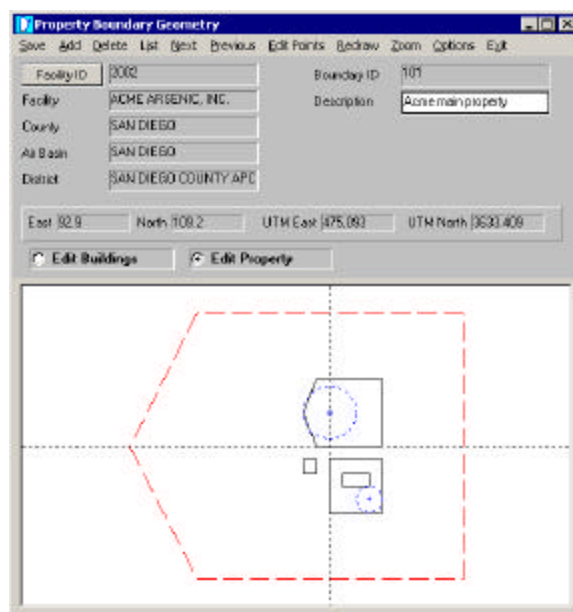 Property Boundary Geometry
Save Add Delete List Next Previous Edit Points Redraw Zoom Options Exit
Facility ID 3002 Boundary ID 101
Facility ACME ARSENIC, INC. Description Acme main property
County SAN DIEGO
Air Basin SAN DIEGO
District SAN DIEGO COUNTY APC
East 92.9 North 109.2 UTM East 475.093 UTM North 3633.409
Edit Buildings Edit Property